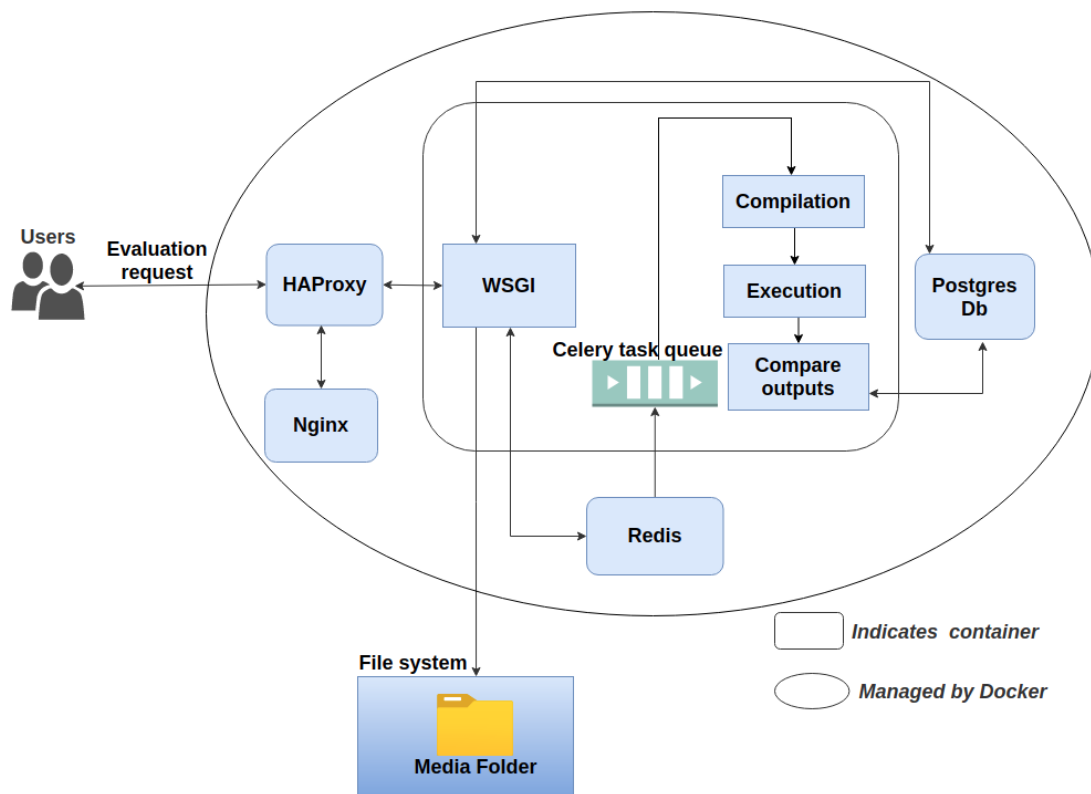 Users
Evaluation
request
HAProxy
Nginx
WSGI
Celery task queue
Compilation
Execution
Compare
outputs
Postgres
Db
Redis
File system
Media Folder
Indicates container
Managed by Docker